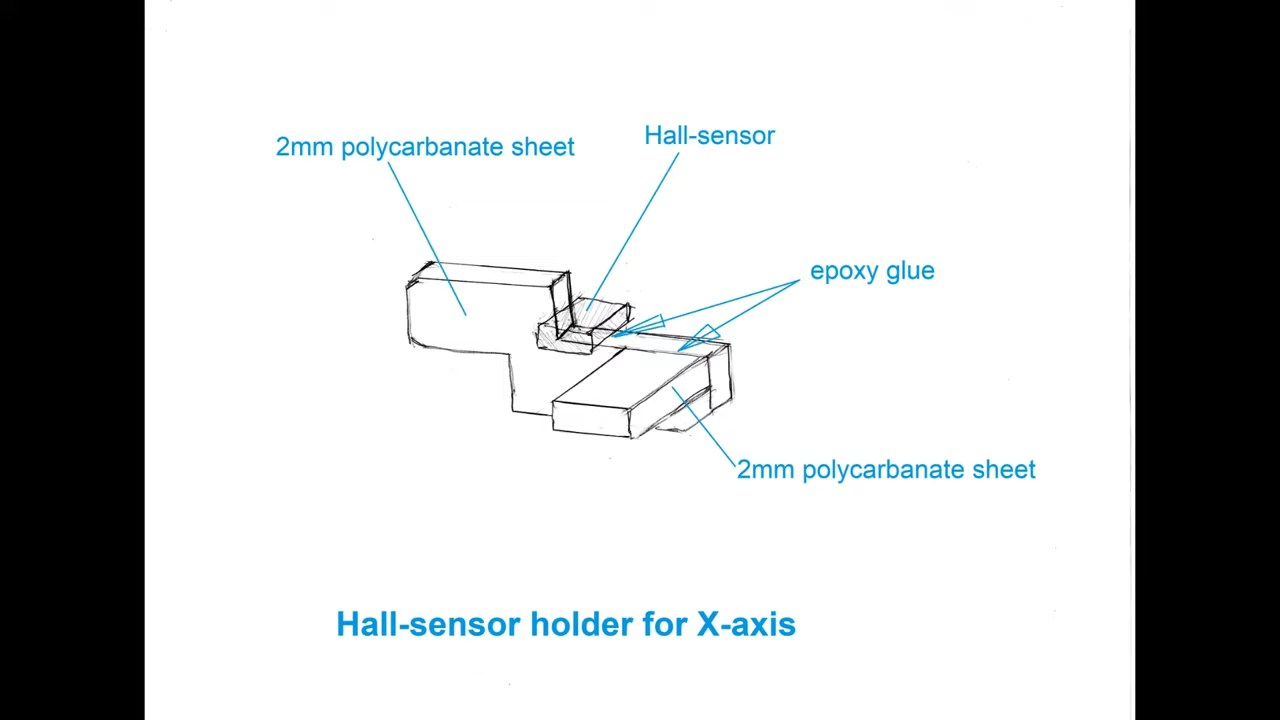 2mm polycarbanate sheet
Hall-sensor
epoxy glue
2mm polycarbanate sheet
Hall-sensor holder for X-axis